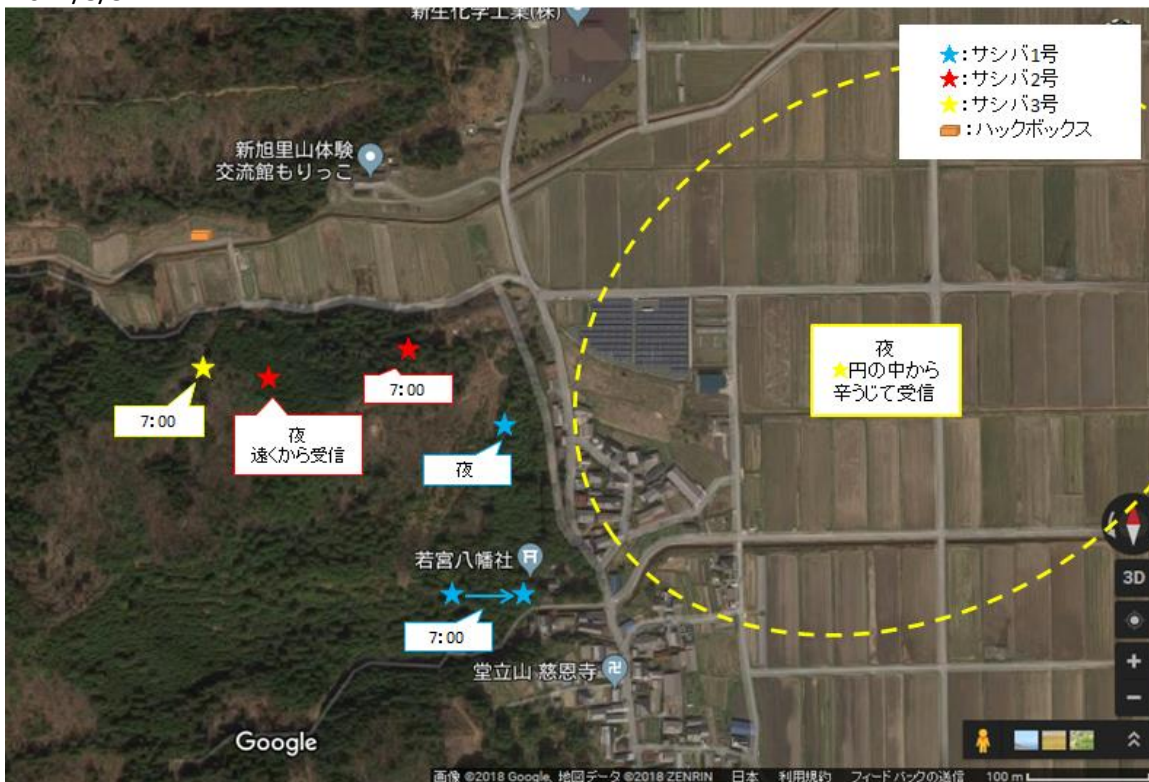 新生化学工業(株)
★:サシバ1号
★:サシバ2号
★:サシバ3号
:ハックボックス
新旭里山体験
交流館もりっこ
夜
★円の中から
辛うじて受信
7:00
7:00
夜
遠くから受信
夜
若宮八幡社
7:00
堂立山 慈恩寺
3D
Google
画像 ©2018 Google, 地図データ ©2018 ZENRIN 日本 利用規約 フィードバックの送信 100 m